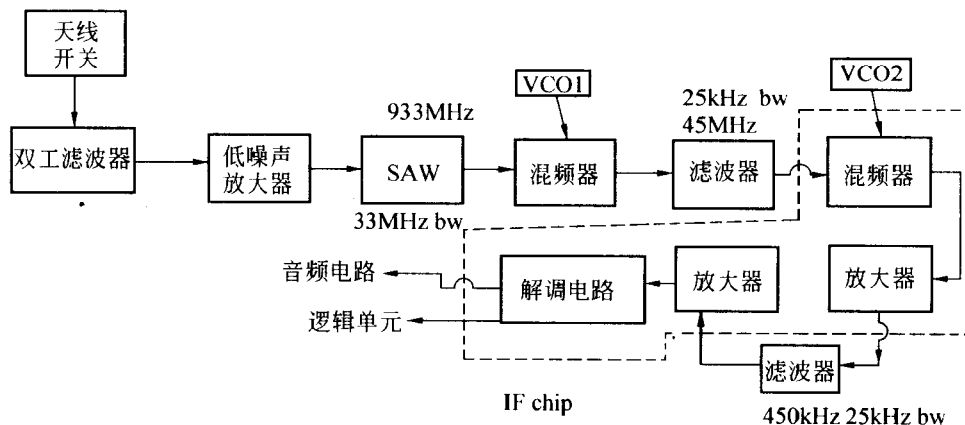 天线
开关
双工滤波器
低噪声
放大器
933MHz
SAW
33MHz bw
VCO1
混频器
25kHz bw
45MHz
滤波器
VCO2
混频器
放大器
滤波器
450kHz 25kHz bw
放大器
解调电路
音频电路
逻辑单元
IF chip